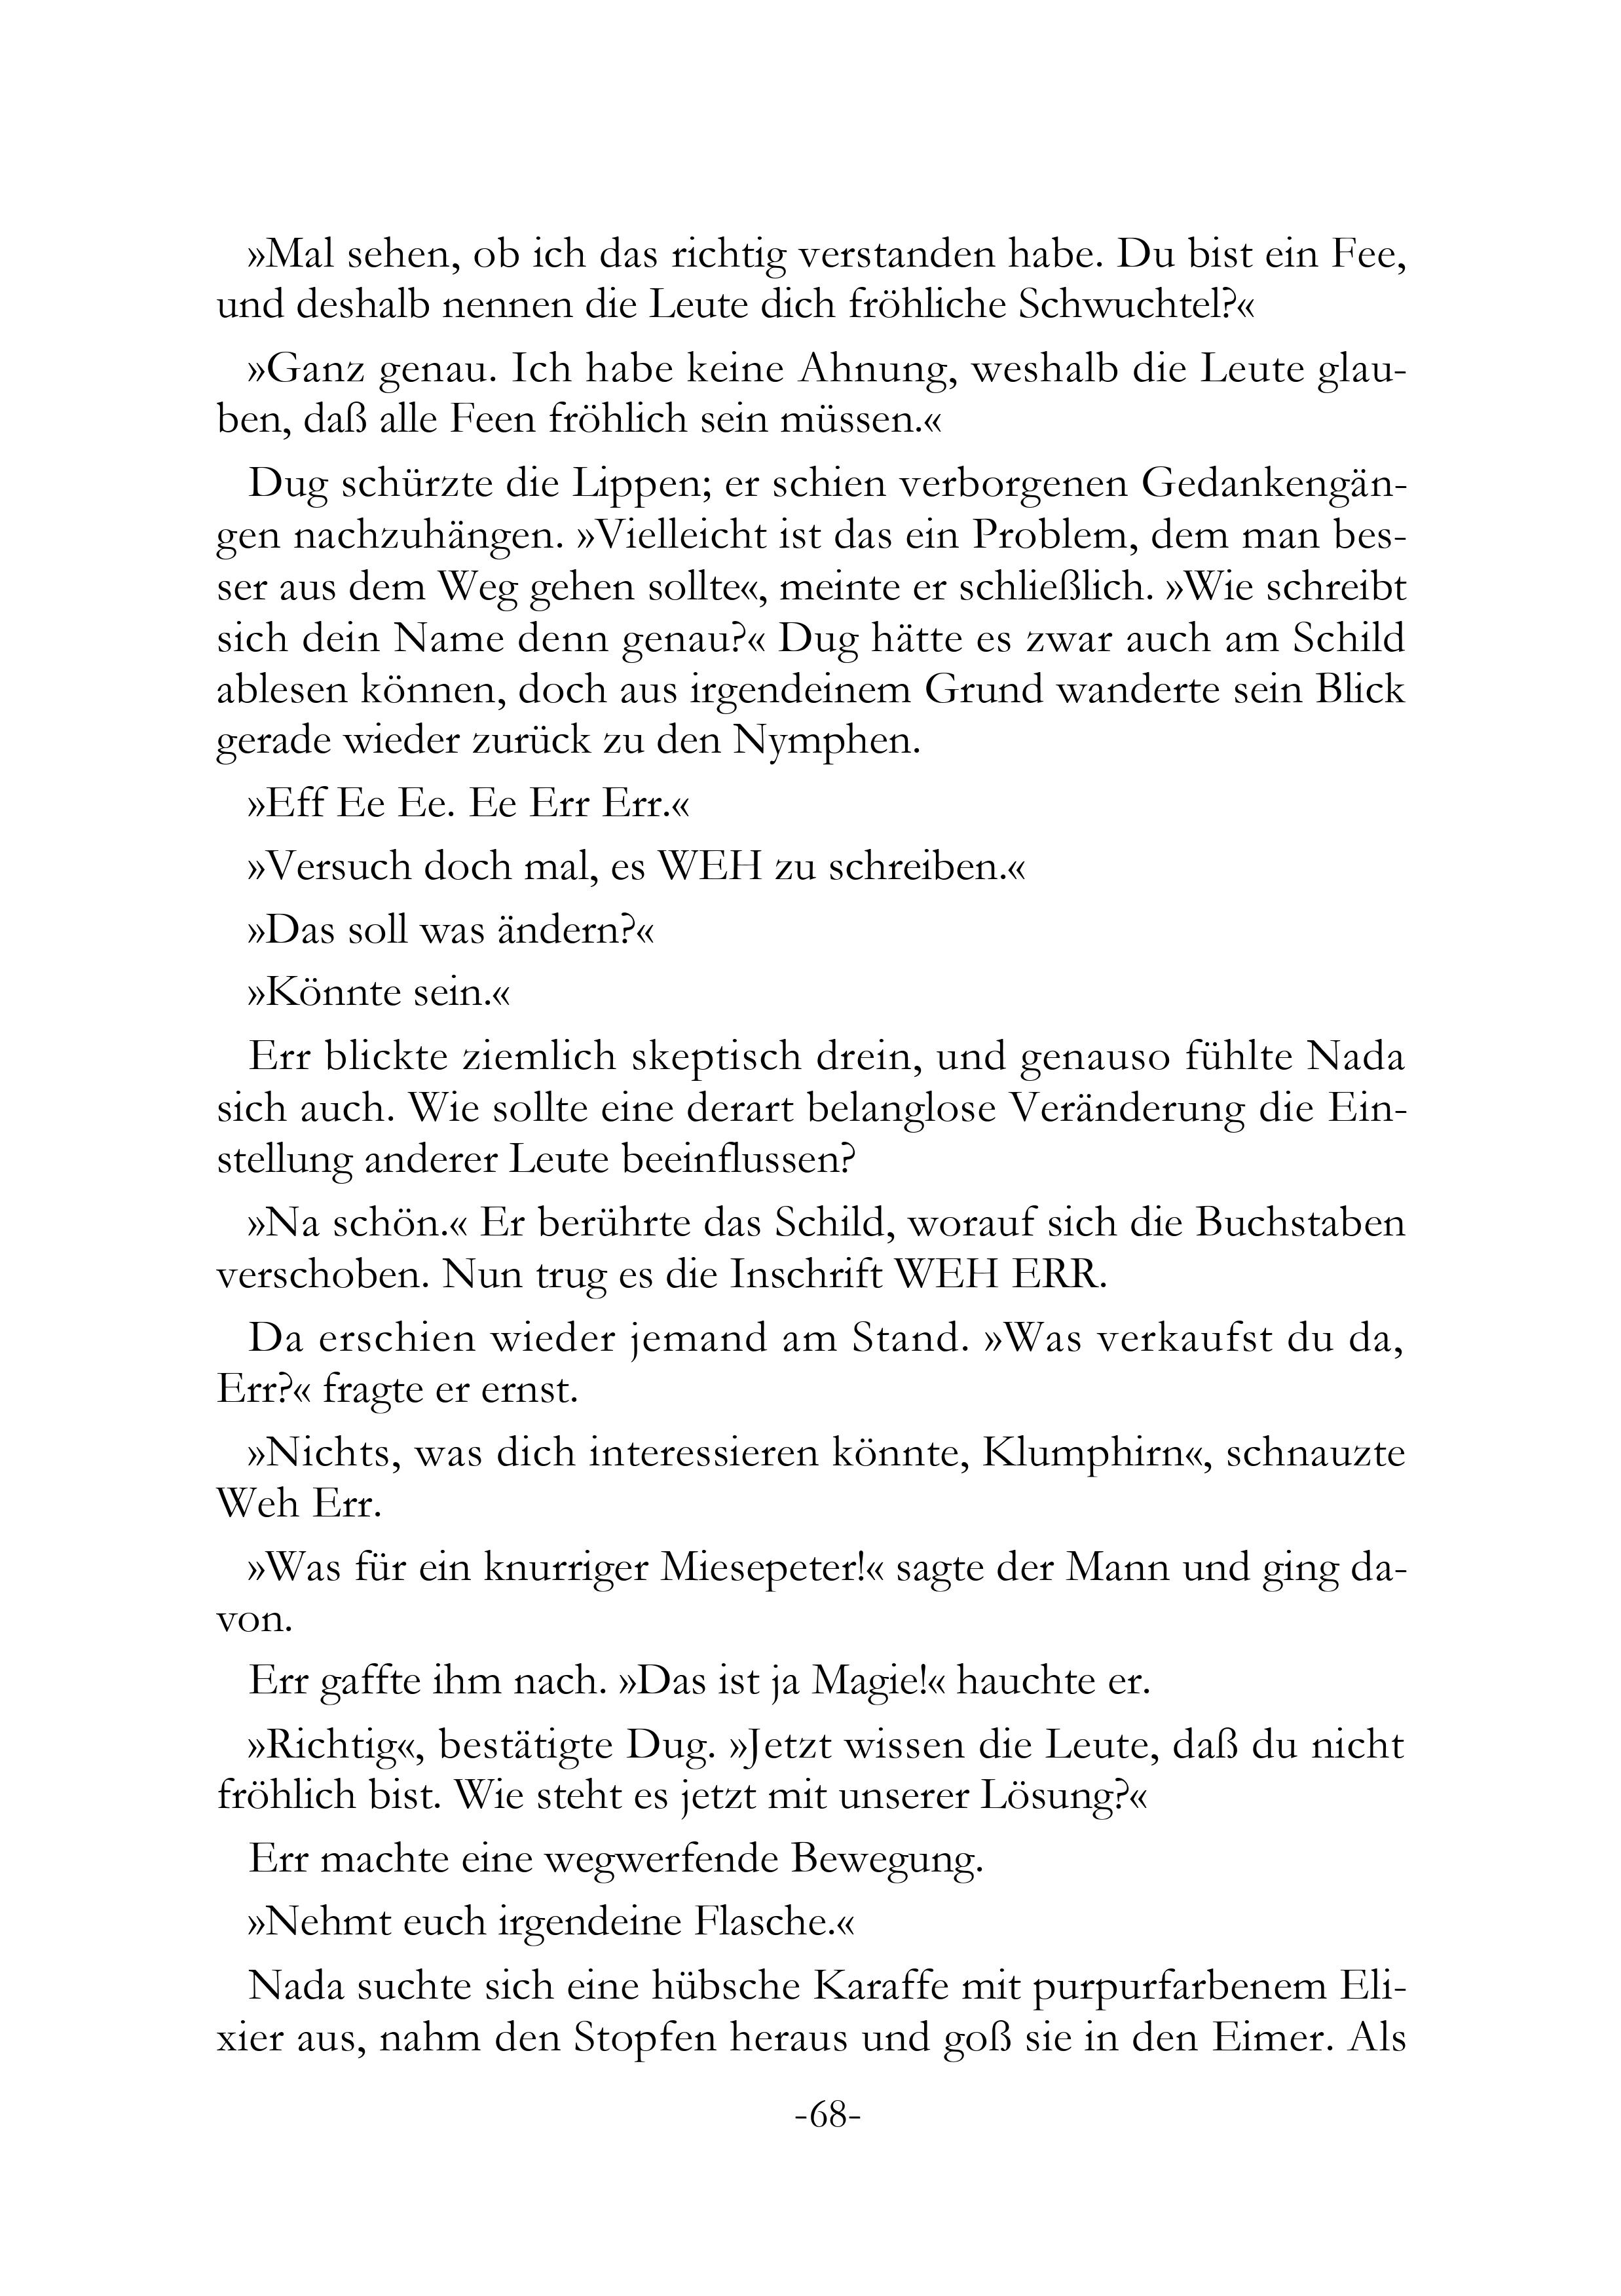 »Mal sehen, ob ich das richtig verstanden habe. Du bist ein Fee,
und deshalb nennen die Leute dich fröhliche Schwuchtel?«
»Ganz genau. Ich habe keine Ahnung, weshalb die Leute glau-
ben, daß alle Feen fröhlich sein müssen.«
Dug schürzte die Lippen; er schien verborgenen Gedankengän-
gen nachzuhängen. »Vielleicht ist das ein Problem, dem man bes-
ser aus dem Weg gehen sollte«, meinte er schließlich. »Wie schreibt
sich dein Name denn genau?« Dug hätte es zwar auch am Schild
ablesen können, doch aus irgendeinem Grund wanderte sein Blick
gerade wieder zurück zu den Nymphen.
»Eff Ee Ee. Ee Err Err.«
»Versuch doch mal, es WEH zu schreiben.«
»Das soll was ändern?«
»Könnte sein.«
Err blickte ziemlich skeptisch drein, und genauso fühlte Nada
sich auch. Wie sollte eine derart belanglose Veränderung die Ein-
stellung anderer Leute beeinflussen?
»Na schön.« Er berührte das Schild, worauf sich die Buchstaben
verschoben. Nun trug es die Inschrift WEH ERR.
Da erschien wieder jemand am Stand. »Was verkaufst du da,
Err?« fragte er ernst.
»Nichts, was dich interessieren könnte, Klumphirn«, schnauzte
Weh Err.
»Was für ein knurriger Miesepeter!« sagte der Mann und ging da-
von.
Err gaffte ihm nach. »Das ist ja Magie!« hauchte er.
»Richtig«, bestätigte Dug. »Jetzt wissen die Leute, daß du nicht
fröhlich bist. Wie steht es jetzt mit unserer Lösung?«
Err machte eine wegwerfende Bewegung.
»Nehmt euch irgendeine Flasche.«
Nada suchte sich eine hübsche Karaffe mit purpurfarbenem Eli-
xier aus, nahm den Stopfen heraus und goß sie in den Eimer. Als
-68-